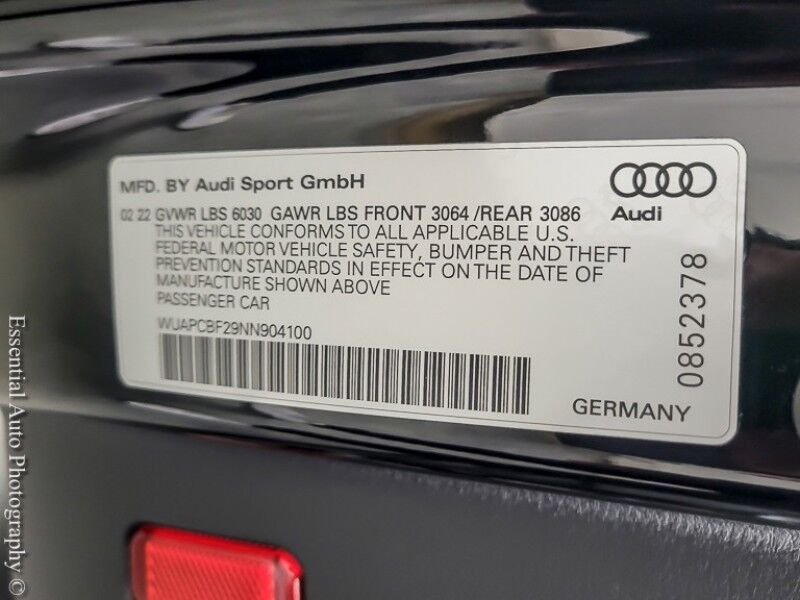 MFD. BY Audi Sport GmbH
Audi
02 22 GVWR LBS 6030 GAWR LBS FRONT 3064 /REAR 3086
THIS VEHICLE CONFORMS TO ALL APPLICABLE U.S.
FEDERAL MOTOR VEHICLE SAFETY, BUMPER AND THEFT
PREVENTION STANDARDS IN EFFECT ON THE DATE OF
MANUFACTURE SHOWN ABOVE
PASSENGER CAR
WUAPCBF29NN904100
0852378
GERMANY
Essential Auto Photography ©